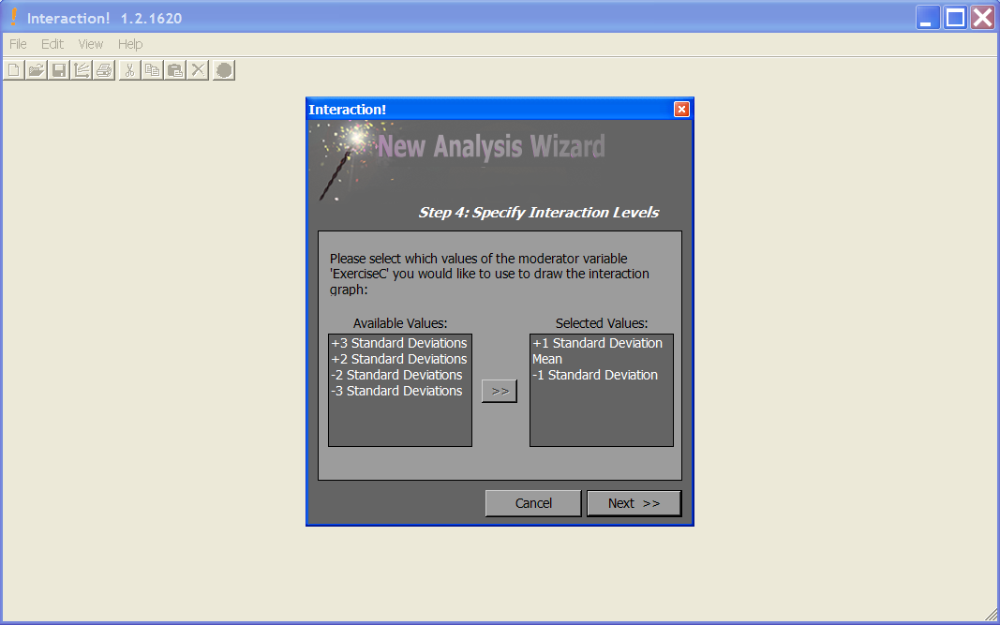 Interaction!  1.2.1620
File Edit View Help
Interaction!
New Analysis Wizard
Step 4: Specify Interaction Levels
Please select which values of the moderator variable
'ExerciseC' you would like to use to draw the interaction
graph:
Available Values:
+3 Standard Deviations
+2 Standard Deviations
-2 Standard Deviations
-3 Standard Deviations
>>
Selected Values:
+1 Standard Deviation
Mean
-1 Standard Deviation
Cancel
Next >>